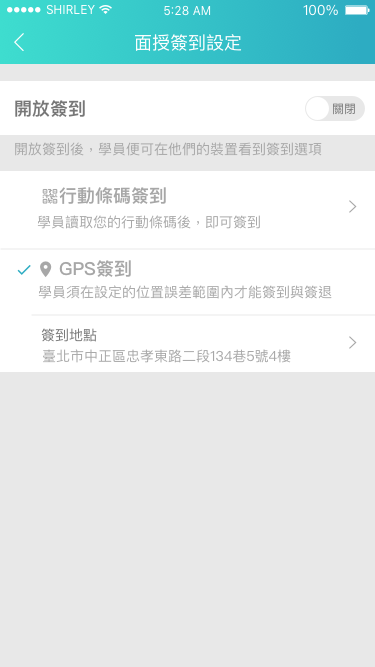 SHIRLEY
5:28 AM
100%
面授簽到設定
開放簽到
關閉
開放簽到後，學員便可在他們的裝置看到簽到選項
行動條碼簽到
學員讀取您的行動條碼後，即可簽到
GPS簽到
學員須在設定的位置誤差範圍內才能簽到與簽退
簽到地點
臺北市中正區忠孝東路二段134巷5號4樓